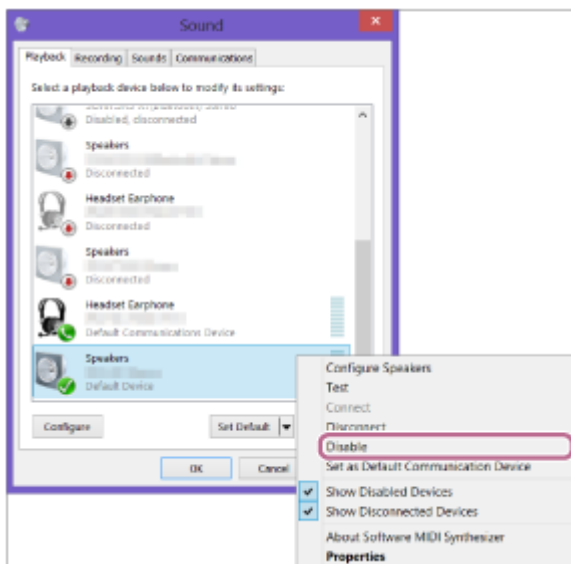 Sound
Playback Recording Sounds Communications
Select a playback device below to modify its settings:
Disabled, disconnected
Speakers
Disconnected
Headset Earphone
Disconnected
Speakers
Disconnected
Headset Earphone
Default Communications Device
Speakers
Default Device
Configure
Set Default
OK
Cancel
Configure Speakers
Test
Connect
Disconnect
Disable
Set as Default Communication Device
Show Disabled Devices
Show Disconnected Devices
About Software MIDI Synthesizer
Properties